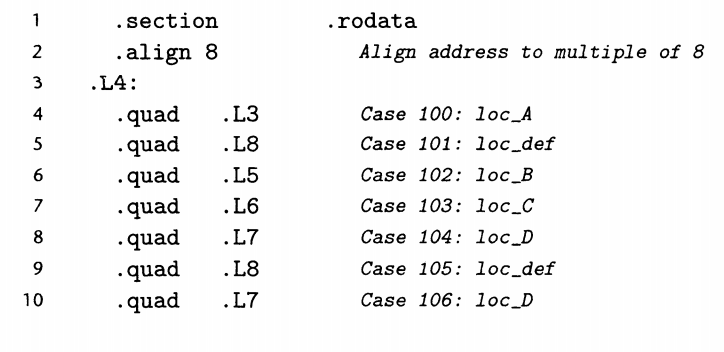 1 .section .rodata
2 .align 8 Align address to multiple of 8
3 .L4:
4 .quad .L3 Case 100: loc_A
5 .quad .L8 Case 101: loc_def
6 .quad .L5 Case 102: loc_B
7 .quad .L6 Case 103: loc_C
8 .quad .L7 Case 104: loc_D
9 .quad .L8 Case 105: loc_def
10 .quad .L7 Case 106: loc_D